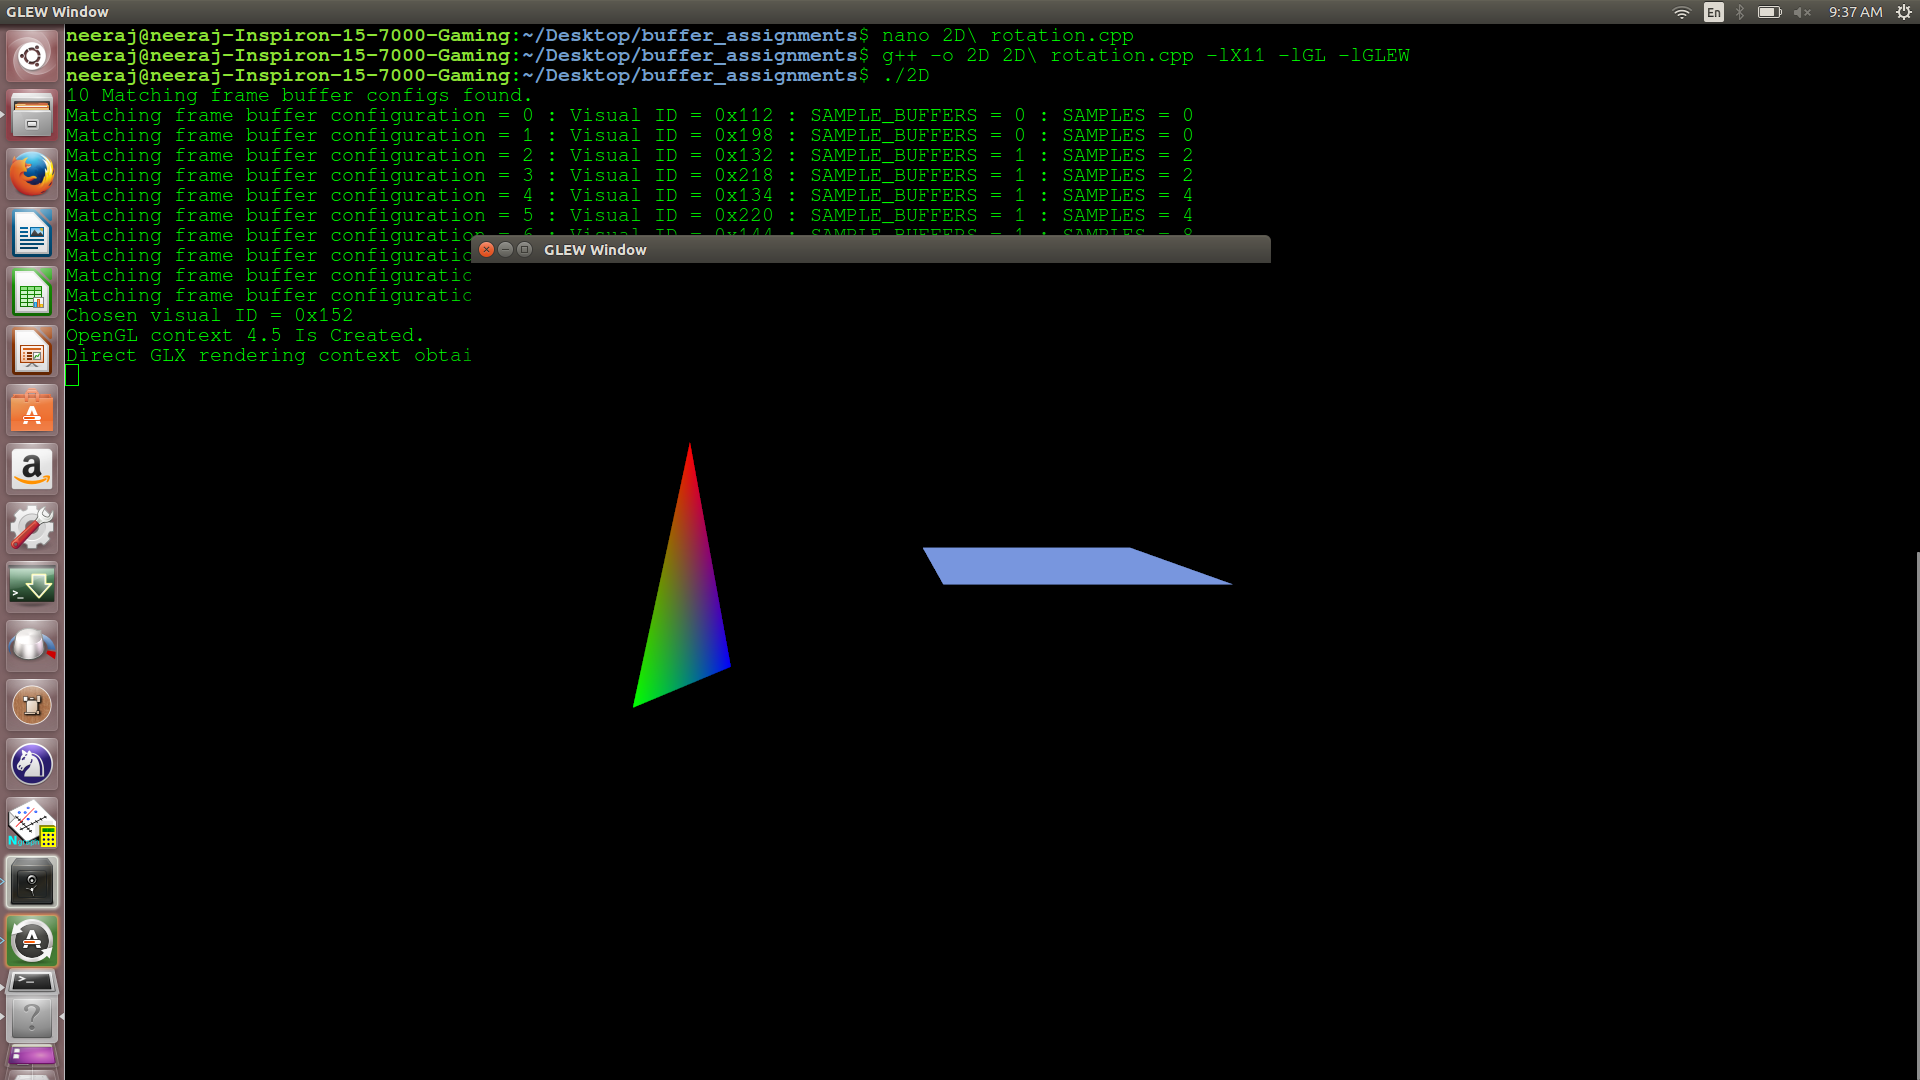 GLEW Window
En
9:37 AM
neeraj@neeraj-Inspiron-15-7000-Gaming:~/Desktop/buffer_assignments$ nano 2D\ rotation.cpp
neeraj@neeraj-Inspiron-15-7000-Gaming:~/Desktop/buffer_assignments$ g++ -o 2D 2D\ rotation.cpp -lX11 -lGL -lGLEW
neeraj@neeraj-Inspiron-15-7000-Gaming:~/Desktop/buffer_assignments$ ./2D
10 Matching frame buffer configs found.
Matching frame buffer configuration = 0 : Visual ID = 0x112 : SAMPLE_BUFFERS = 0 : SAMPLES = 0
Matching frame buffer configuration = 1 : Visual ID = 0x198 : SAMPLE_BUFFERS = 0 : SAMPLES = 0
Matching frame buffer configuration = 2 : Visual ID = 0x132 : SAMPLE_BUFFERS = 1 : SAMPLES = 2
Matching frame buffer configuration = 3 : Visual ID = 0x218 : SAMPLE_BUFFERS = 1 : SAMPLES = 2
Matching frame buffer configuration = 4 : Visual ID = 0x134 : SAMPLE_BUFFERS = 1 : SAMPLES = 4
Matching frame buffer configuration = 5 : Visual ID = 0x220 : SAMPLE_BUFFERS = 1 : SAMPLES = 4
Matching frame buffer configuration = 6 : Visual ID = 0x144 : SAMPLE_BUFFERS = 1 : SAMPLES = 8
GLEW Window
Matching frame buffer configuratio
Matching frame buffer configuratio
Matching frame buffer configuratio
Chosen visual ID = 0x152
OpenGL context 4.5 Is Created.
Direct GLX rendering context obtai